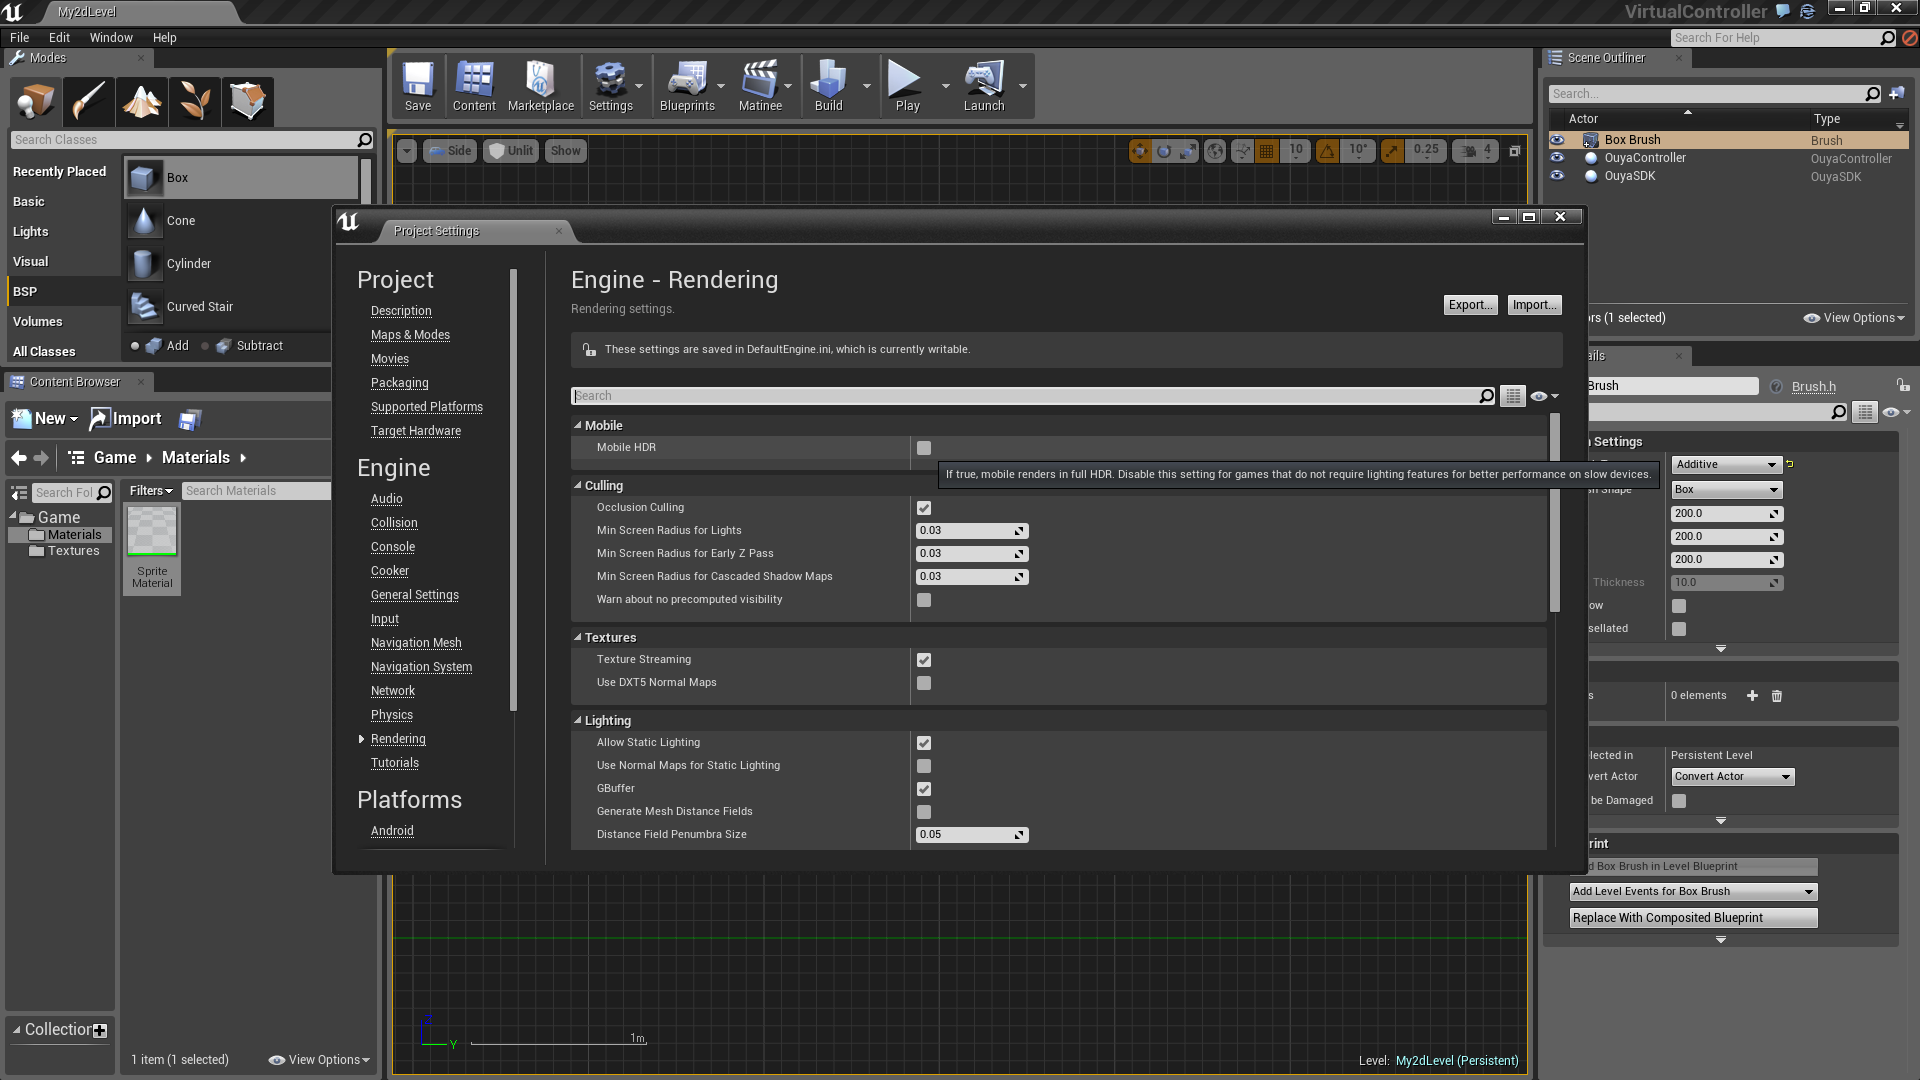 My2dLevel
VirtualController
File Edit Window Help
Search For Help
Modes
Save
Content
Marketplace
Settings
Blueprints
Matinee
Build
Play
Launch
Scene Outliner
Search...
Actor Type
Box Brush Brush
OuyaController OuyaController
OuyaSDK OuyaSDK
Search Classes
Recently Placed
Basic
Lights
Visual
BSP
Volumes
All Classes
Box
Cone
Cylinder
Curved Stair
Add Subtract
Side Unlit Show
10 10° 0.25 4
rs (1 selected) View Options
Content Browser
New Import
Game Materials
Search Fol
Filters Search Materials
Game
Materials
Textures
Sprite
Material
Collection
1 item (1 selected) View Options
Project Settings
Project
Description
Maps & Modes
Movies
Packaging
Supported Platforms
Target Hardware
Engine
Audio
Collision
Console
Cooker
General Settings
Input
Navigation Mesh
Navigation System
Network
Physics
Rendering
Tutorials
Platforms
Android
Engine - Rendering
Rendering settings.
Export... Import...
These settings are saved in DefaultEngine.ini, which is currently writable.
Search
Mobile
Mobile HDR
If true, mobile renders in full HDR. Disable this setting for games that do not require lighting features for better performance on slow devices.
Culling
Occlusion Culling
Min Screen Radius for Lights 0.03
Min Screen Radius for Early Z Pass 0.03
Min Screen Radius for Cascaded Shadow Maps 0.03
Warn about no precomputed visibility
Textures
Texture Streaming
Use DXT5 Normal Maps
Lighting
Allow Static Lighting
Use Normal Maps for Static Lighting
GBuffer
Generate Mesh Distance Fields
Distance Field Penumbra Size 0.05
ails
Brush Brush.h
Settings
Additive
Shape Box
200.0
200.0
200.0
Thickness 10.0
ow
sellated
s 0 elements
lected in Persistent Level
vert Actor Convert Actor
be Damaged
rint
d Box Brush in Level Blueprint
Add Level Events for Box Brush
Replace With Composited Blueprint
Y
1m
Level: My2dLevel (Persistent)